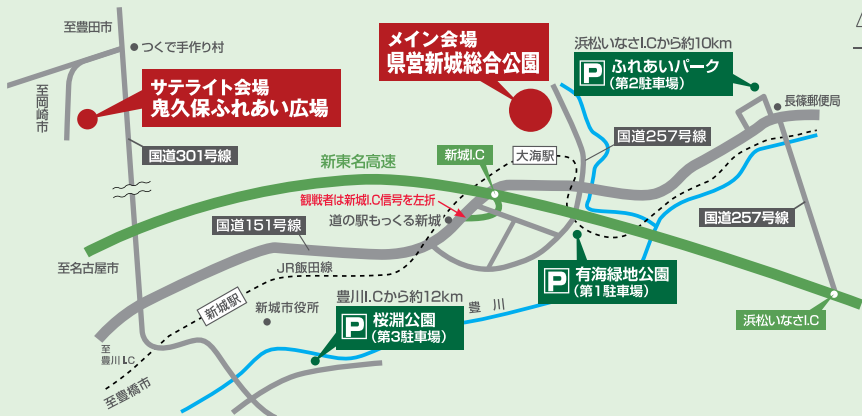 至豊田市
つくで手作り村
至岡崎市
サテライト会場
鬼久保ふれあい広場
国道301号線
メイン会場
県営新城総合公園
浜松いなさI.Cから約10km
P ふれあいパーク
(第2駐車場)
長篠郵便局
国道257号線
大海駅
新城I.C
新東名高速
観戦者は新城I.C信号を左折
道の駅もっくる新城
国道151号線
国道257号線
至名古屋市
JR飯田線
P 有海緑地公園
(第1駐車場)
新城駅
新城市役所
豊川I.Cから約12km
豊川
P 桜淵公園
(第3駐車場)
浜松いなさI.C
至
豊川I.C
至豊橋市